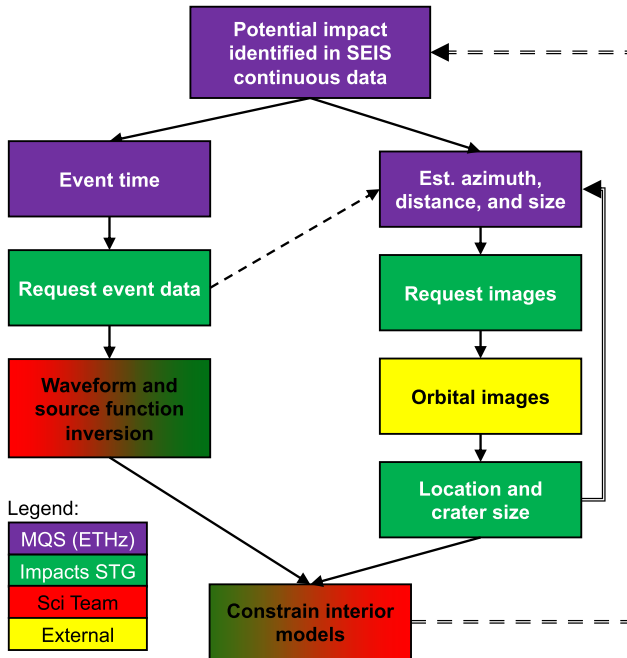 Potential impact
identified in SEIS
continuous data
Event time
Est. azimuth,
distance, and size
Request event data
Request images
Waveform and
source function
inversion
Orbital images
Location and
crater size
Legend:
MQS (ETHz)
Impacts STG
Sci Team
External
Constrain interior
models